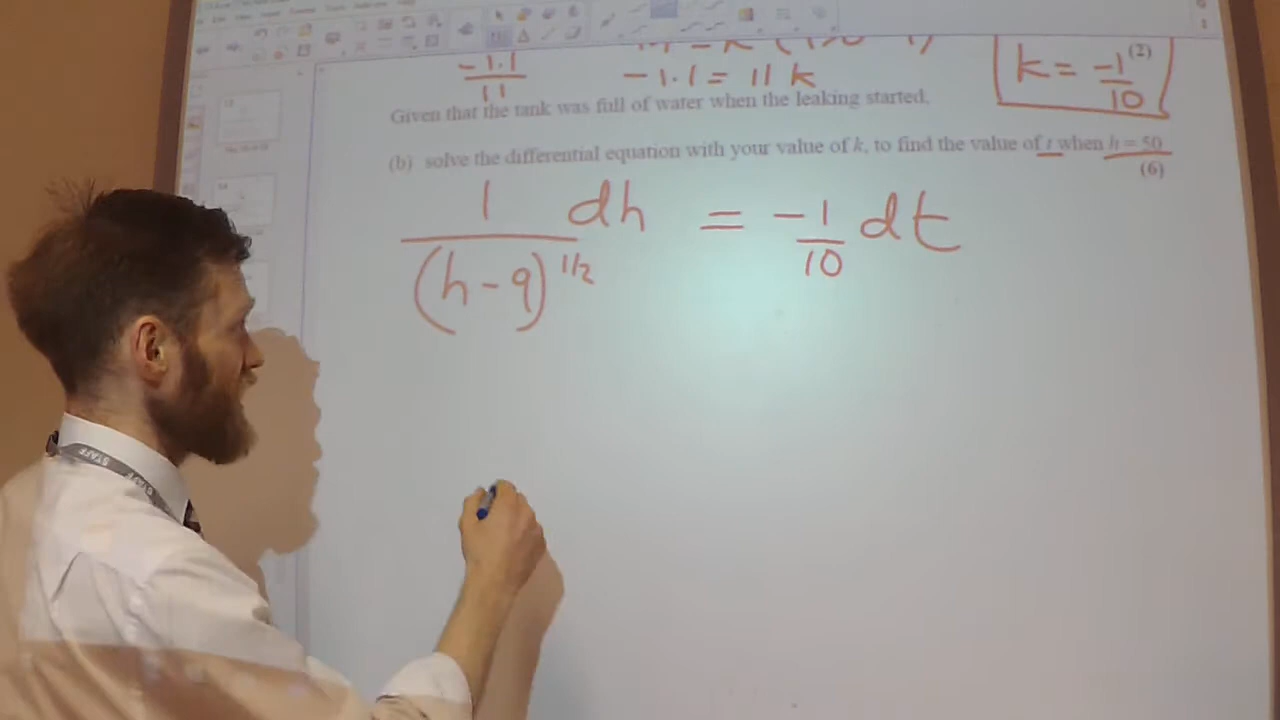 -1.1
11
-1.1 = 11 k
k = -1/10
(2)
Given that the tank was full of water when the leaking started,
(b) solve the differential equation with your value of k, to find the value of t when h = 50
(6)
1/(h-9)^1/2 dh = -1/10 dt
STAFF